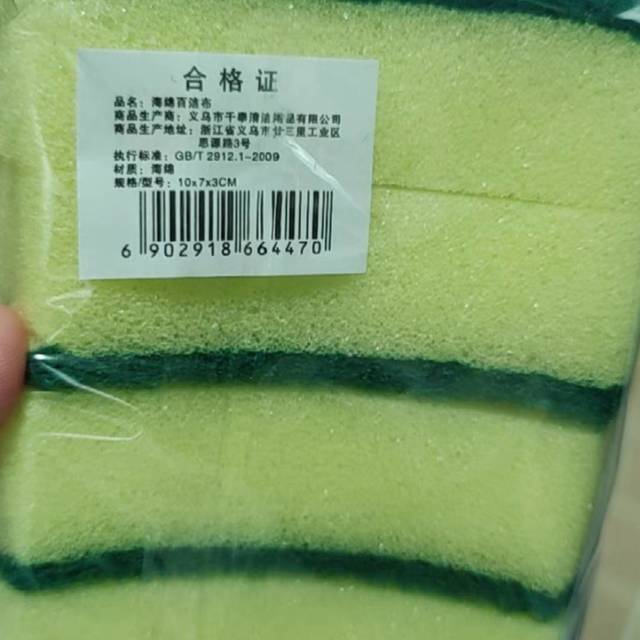 合格证
品名：海绵百洁布
商品生产商：义乌市千奉清洁用品有限公司
商品生产地址：浙江省义乌市廿三里工业区
思源路3号
执行标准：GB/T 2912.1-2009
材质：海绵
规格/型号：10x7x3CM
6 902918 664470